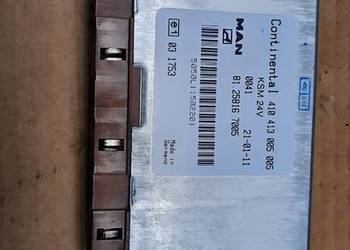 Continental 410 413 005 005
KSM 24V
MAN
0041 21-01-11
81.25816 7005
e1 03 1753
5050L11502201
Made in
Germany